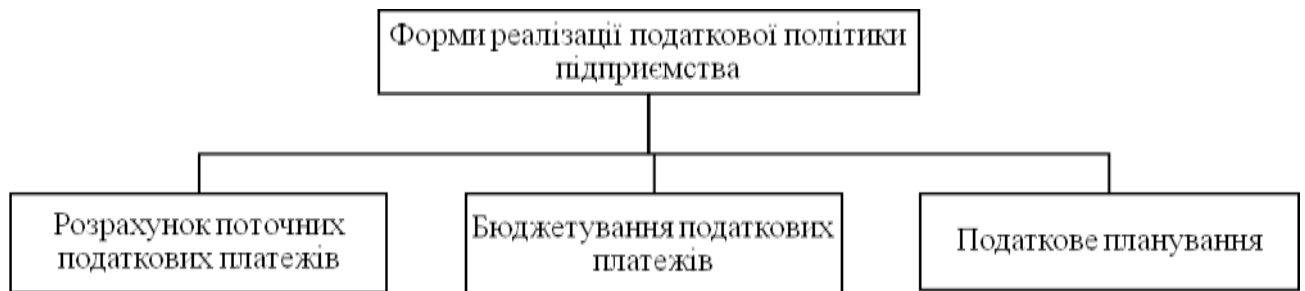 Форми реалізації податкової політики
підприємства
Розрахунок поточних
податкових платежів
Бюджетування податкових
платежів
Податкове планування